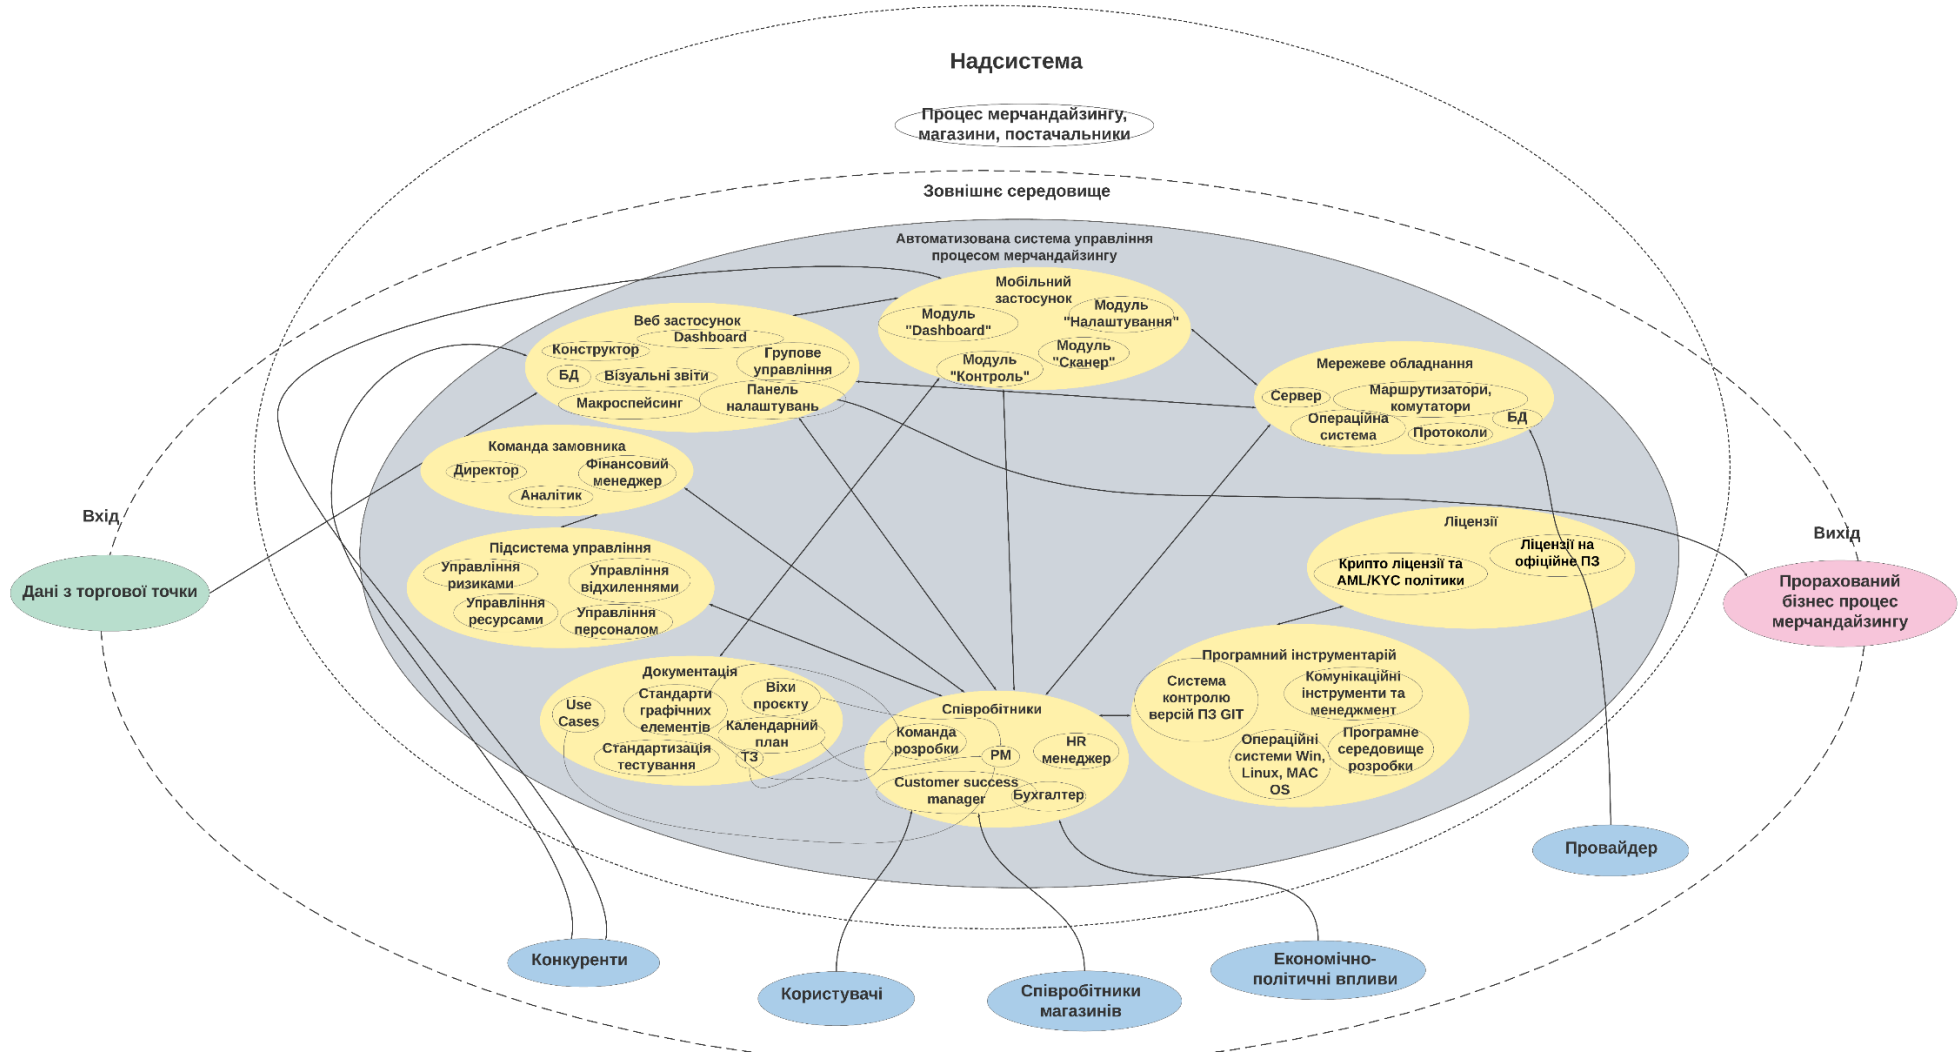 Надсистема
Процес мерчандайзингу,
магазини, постачальники
Зовнішнє середовище
Автоматизована система управління
процесом мерчандайзингу
Мобільний
застосунок
Модуль
"Dashboard"
Модуль
"Налаштування"
Модуль
"Сканер"
Модуль
"Контроль"
Веб застосунок
Dashboard
Конструктор
Групове
управління
БД
Візуальні звіти
Макроспейсинг
Панель
налаштувань
Мережеве обладнання
Сервер
Маршрутизатори,
комутатори
Операційна
система
Протоколи
БД
Команда замовника
Директор
Фінансовий
менеджер
Аналітик
Вхід
Дані з торгової точки
Підсистема управління
Управління
ризиками
Управління
відхиленнями
Управління
ресурсами
Управління
персоналом
Ліцензії
Крипто ліцензії та
AML/KYC політики
Ліцензії на
офіційне ПЗ
Вихід
Прорахований
бізнес процес
мерчандайзингу
Документація
Use
Cases
Стандарти
графічних
елементів
Віхи
проєкту
Календарний
план
Стандартизація
тестування
ТЗ
Співробітники
Команда
розробки
PM
HR
менеджер
Customer success
manager
Бухгалтер
Програмний інструментарій
Система
контролю
версій ПЗ GIT
Комунікаційні
інструменти та
менеджмент
Операційні
системи Win,
Linux, MAC
OS
Програмне
середовище
розробки
Провайдер
Конкуренти
Користувачі
Співробітники
магазинів
Економічно-
політичні впливи